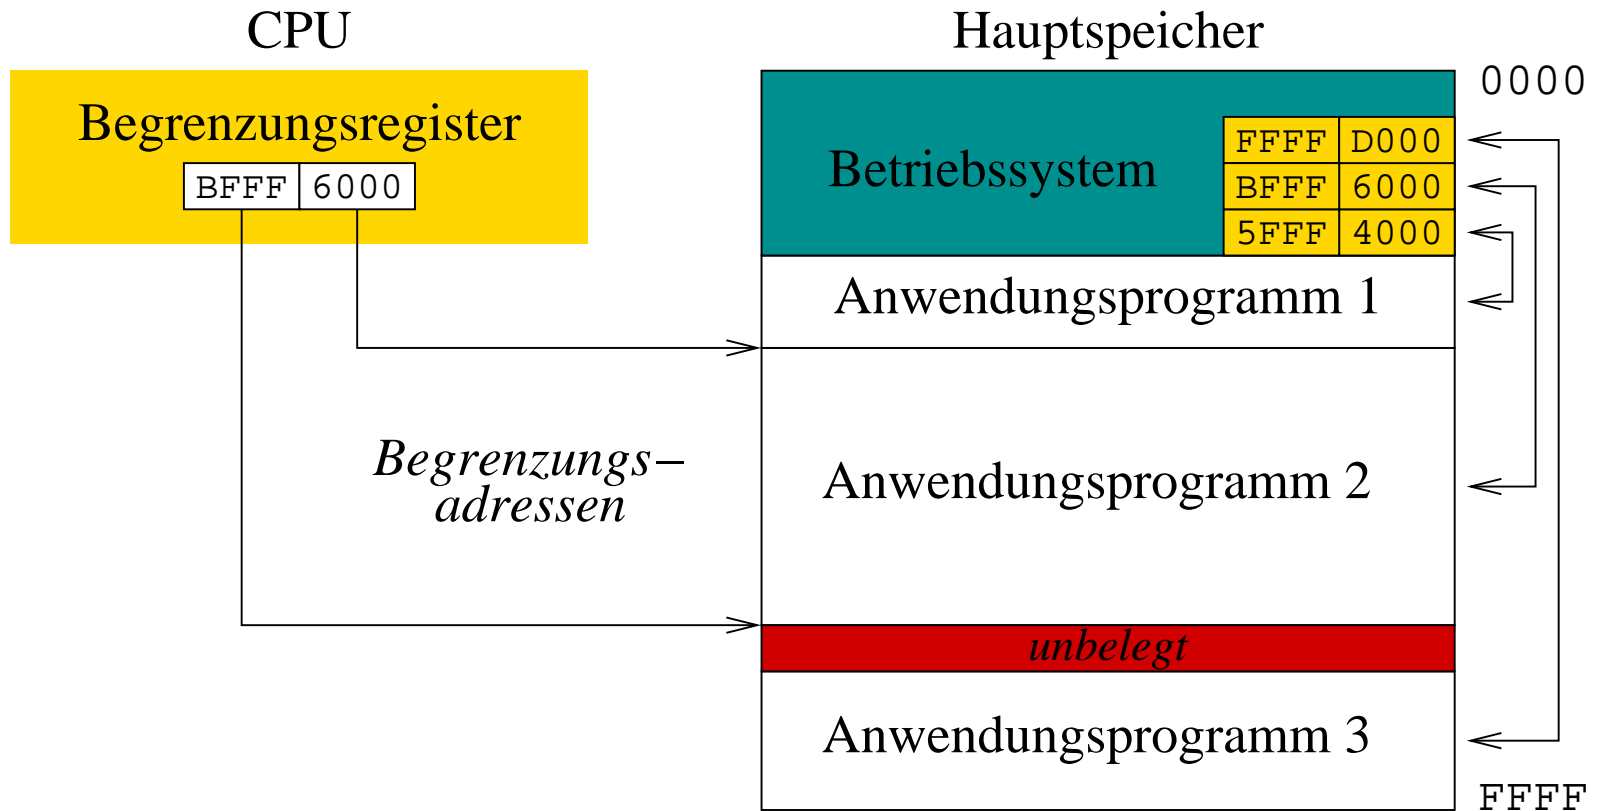 CPU
Hauptspeicher
Begrenzungsregister
BFFF 6000
0000
Betriebssystem
FFFF D000
BFFF 6000
5FFF 4000
Anwendungsprogramm 1
Begrenzungs–
adressen
Anwendungsprogramm 2
unbelegt
Anwendungsprogramm 3
FFFF